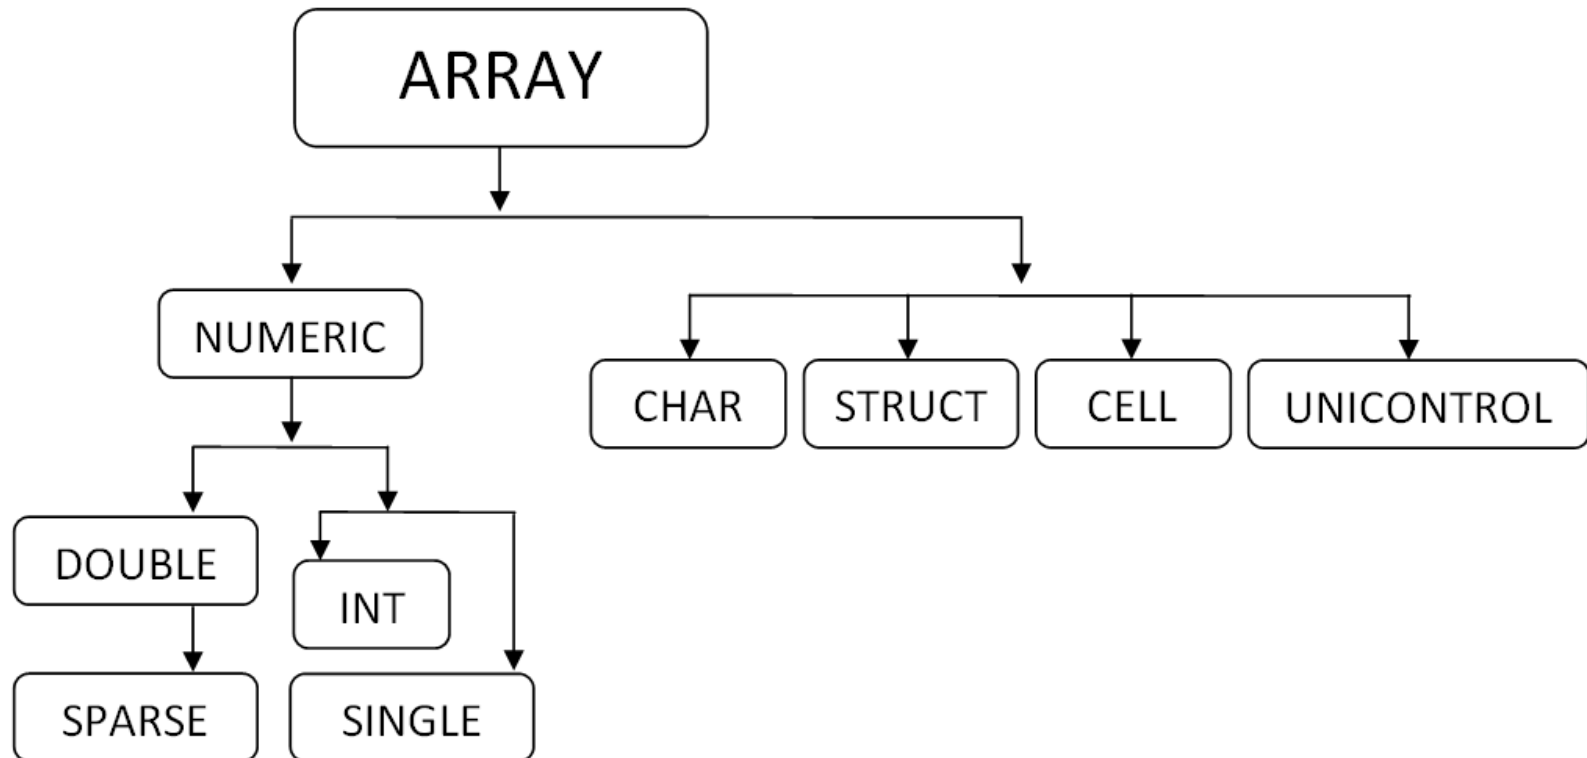 ARRAY
NUMERIC
CHAR
STRUCT
CELL
UNICONTROL
DOUBLE
INT
SPARSE
SINGLE